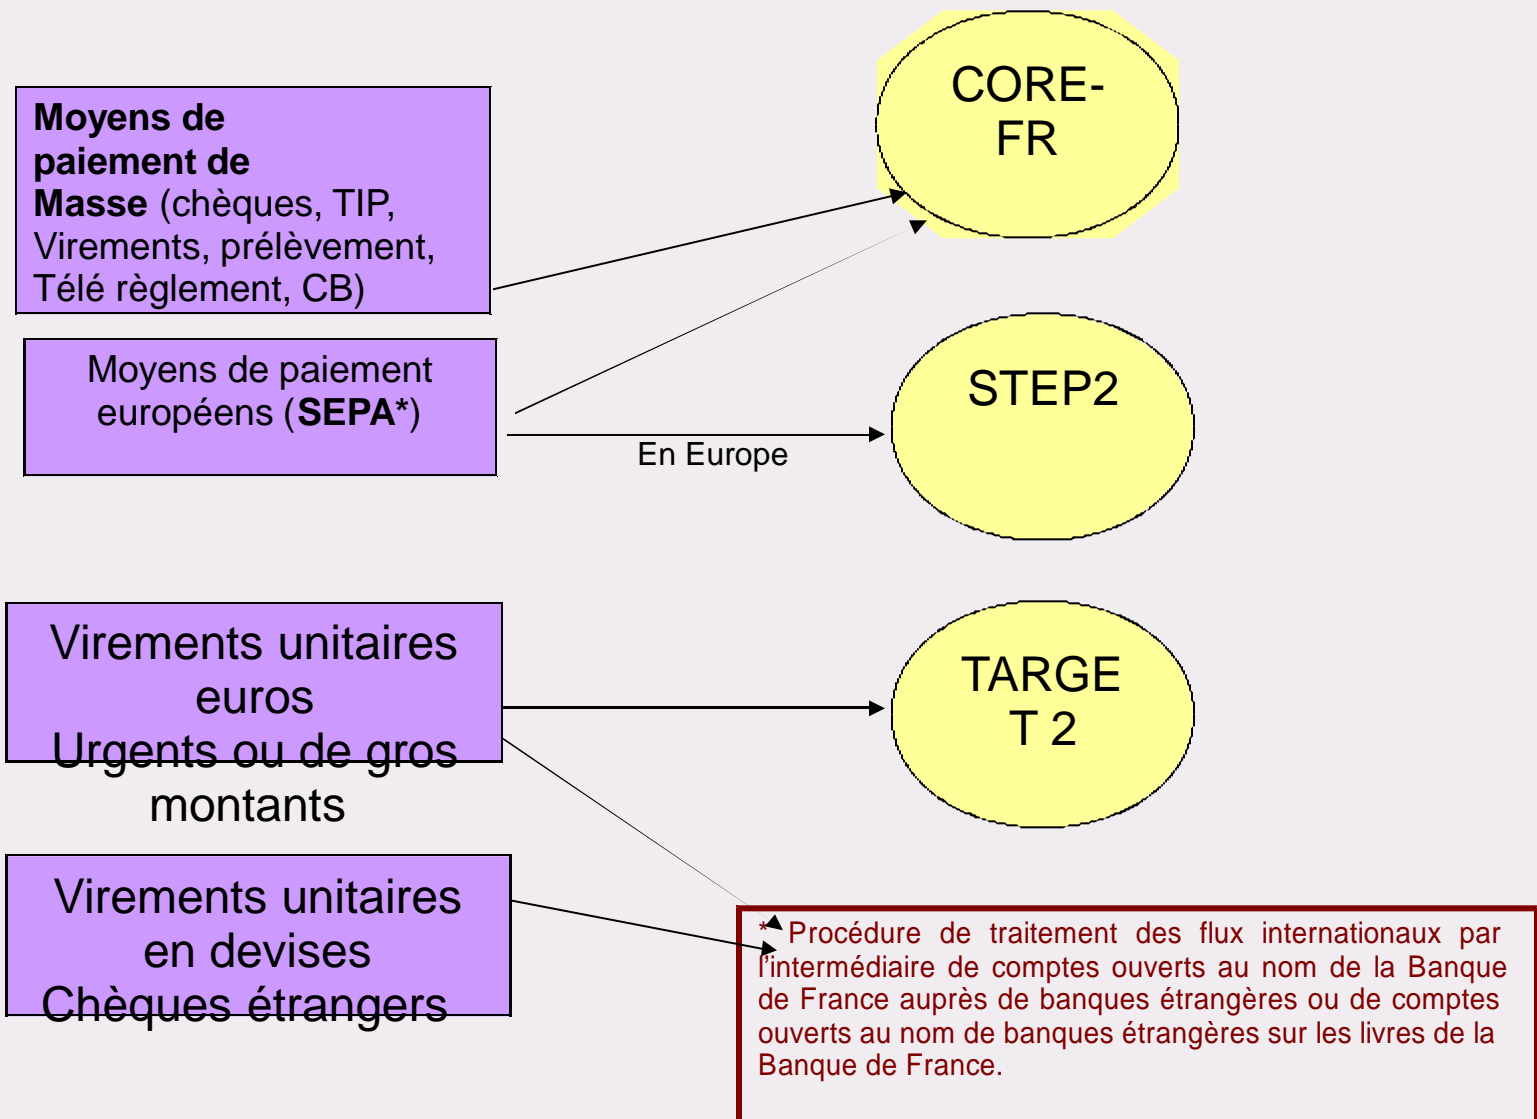 CORE-
FR
Moyens de
paiement de
Masse (chèques, TIP,
Virements, prélèvement,
Télé règlement, CB)
Moyens de paiement
européens (SEPA*)
STEP2
En Europe
Virements unitaires
euros
Urgents ou de gros
montants
TARGE
T 2
Virements unitaires
en devises
Chèques étrangers
* Procédure de traitement des flux internationaux par
l'intermédiaire de comptes ouverts au nom de la Banque
de France auprès de banques étrangères ou de comptes
ouverts au nom de banques étrangères sur les livres de la
Banque de France.